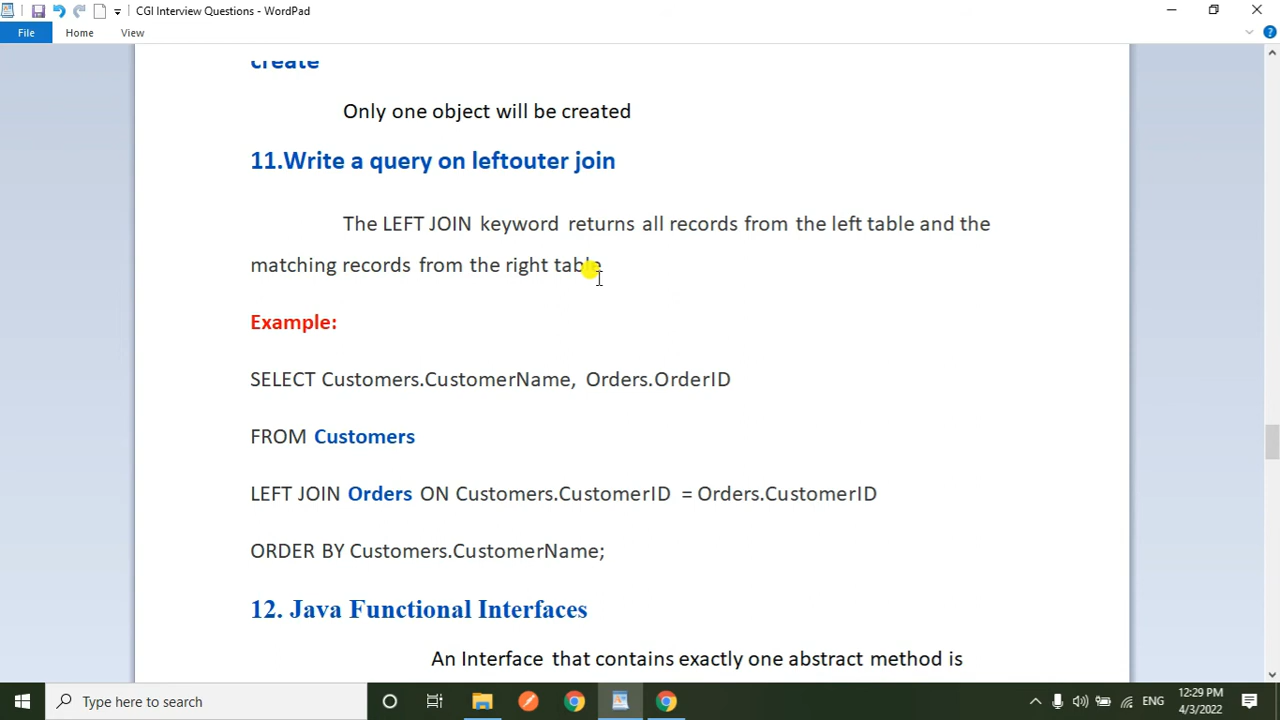 CGI Interview Questions - WordPad
File Home View
create
Only one object will be created
11.Write a query on leftouter join
The LEFT JOIN keyword returns all records from the left table and the
matching records from the right table
Example:
SELECT Customers.CustomerName, Orders.OrderID
FROM Customers
LEFT JOIN Orders ON Customers.CustomerID = Orders.CustomerID
ORDER BY Customers.CustomerName;
12. Java Functional Interfaces
An Interface that contains exactly one abstract method is
Type here to search
ENG
12:29 PM
4/3/2022